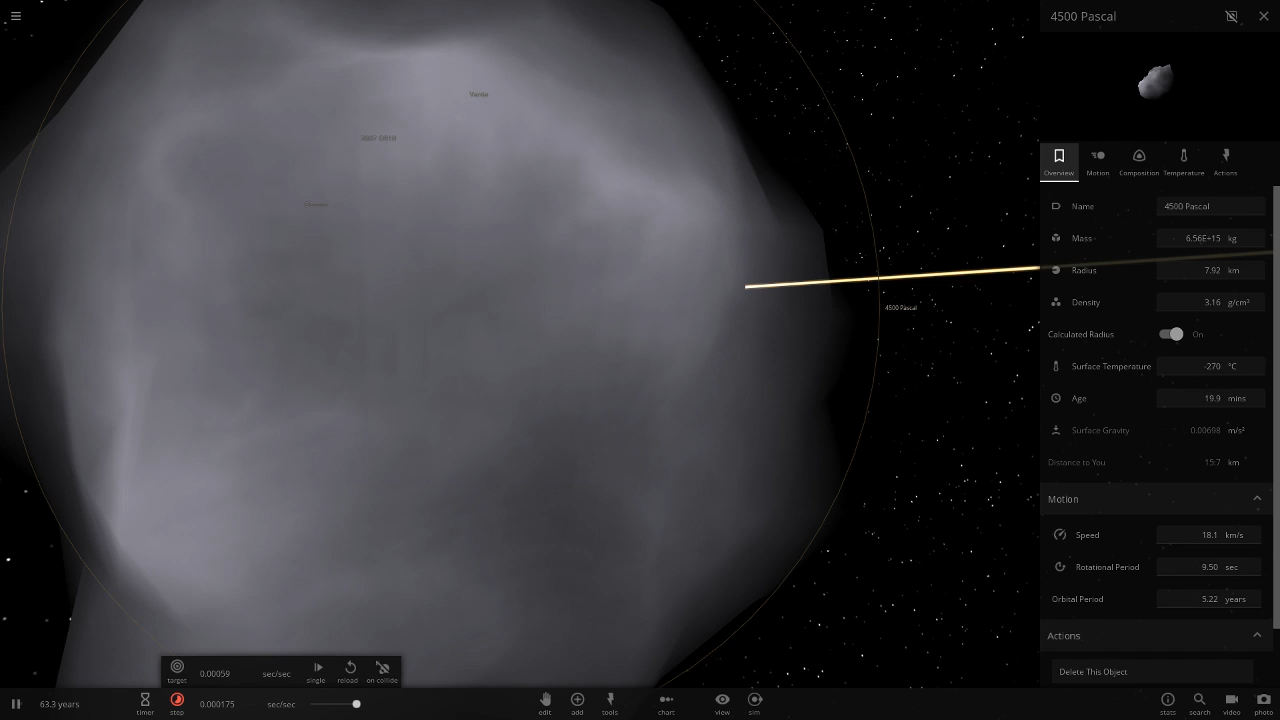 4500 Pascal
Vanda
4500 Pascal
Overview Motion Composition Temperature Actions
Name 4500 Pascal
Mass 6.56E+15 kg
Radius 7.92 km
Density 3.16 g/cm³
Calculated Radius On
Surface Temperature -270 °C
Age 19.9 mins
Surface Gravity 0.00698 m/s²
Distance to You 15.7 km
Motion
Speed 18.1 km/s
Rotational Period 9.50 sec
Orbital Period 5.22 years
Actions
Delete This Object
target 0.00059 sec/sec single reload on collide
63.3 years timer step 0.000175 sec/sec edit add tools chart view sim stats search video photo